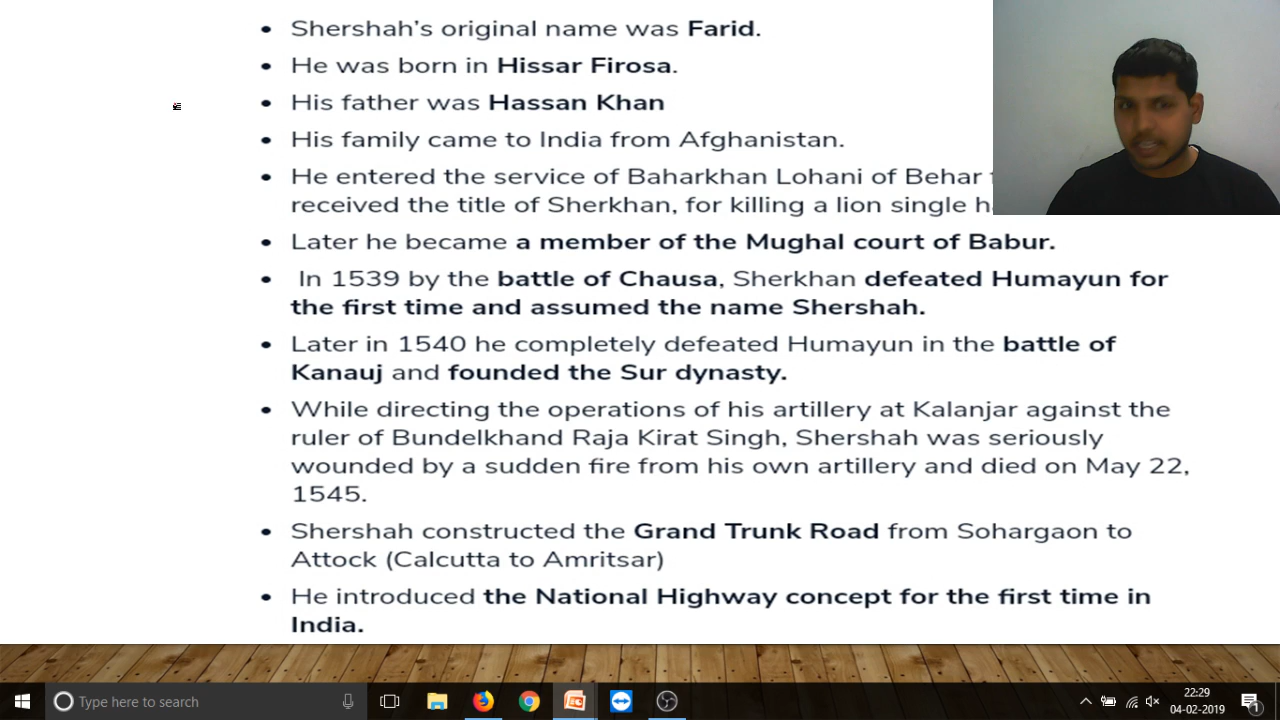 • Shershah's original name was Farid.
• He was born in Hissar Firosa.
• His father was Hassan Khan
• His family came to India from Afghanistan.
• He entered the service of Baharkhan Lohani of Behar
received the title of Sherkhan, for killing a lion single
• Later he became a member of the Mughal court of Babur.
• In 1539 by the battle of Chausa, Sherkhan defeated Humayun for
the first time and assumed the name Shershah.
• Later in 1540 he completely defeated Humayun in the battle of
Kanauj and founded the Sur dynasty.
• While directing the operations of his artillery at Kalanjar against the
ruler of Bundelkhand Raja Kirat Singh, Shershah was seriously
wounded by a sudden fire from his own artillery and died on May 22,
1545.
• Shershah constructed the Grand Trunk Road from Sohargaon to
Attock (Calcutta to Amritsar)
• He introduced the National Highway concept for the first time in
India.
Type here to search
22:29
04-02-2019
1